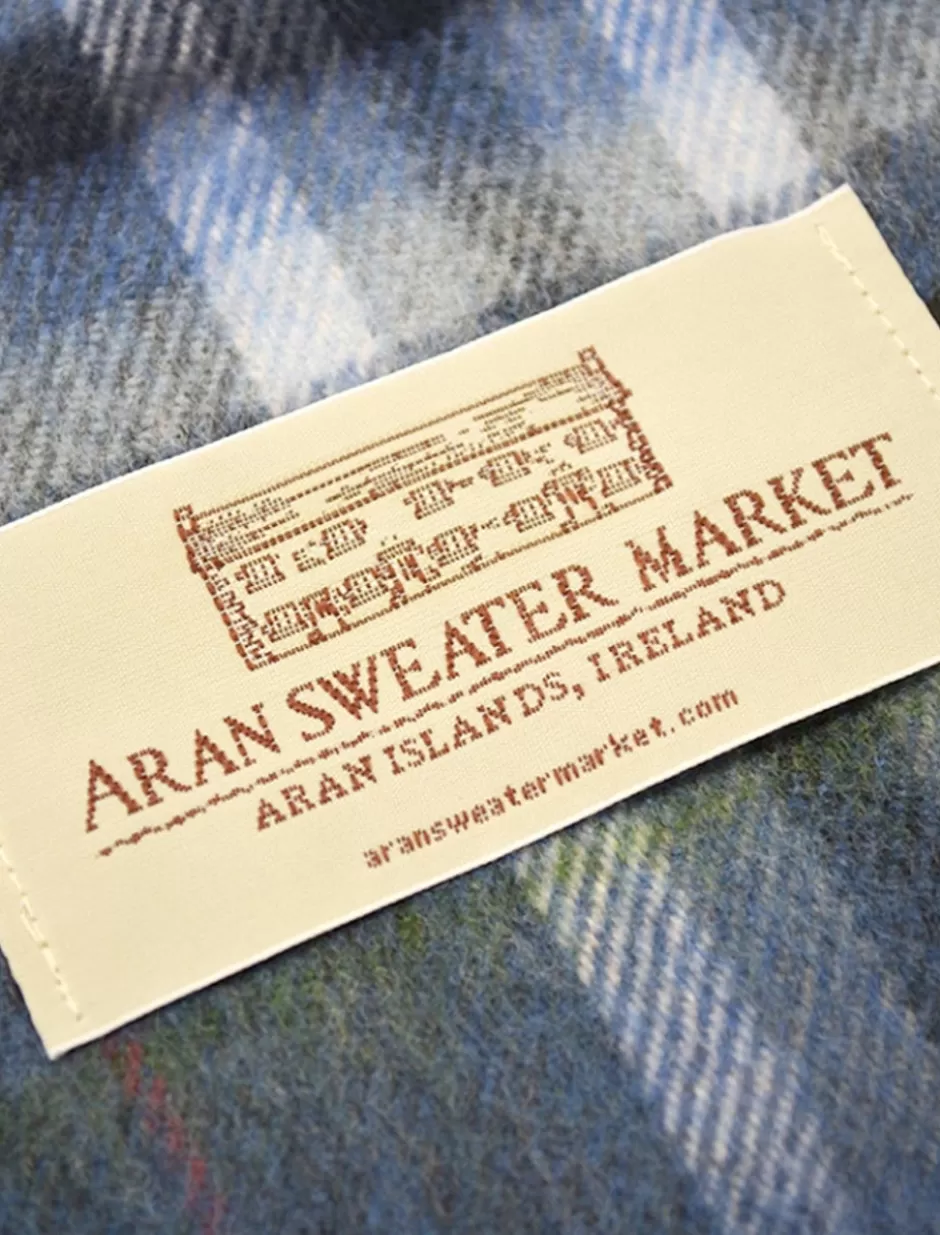 ARAN SWEATER MARKET
ARAN ISLANDS, IRELAND
aransweatermarket.com